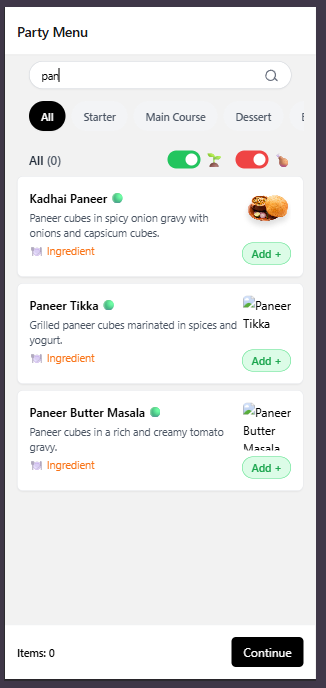 Party Menu
pan
All Starter Main Course Dessert
All (0)
Kadhai Paneer
Paneer cubes in spicy onion gravy with
onions and capsicum cubes.
Ingredient
Add +
Paneer Tikka
Grilled paneer cubes marinated in spices and
yogurt.
Ingredient
Paneer
Tikka
Add +
Paneer Butter Masala
Paneer cubes in a rich and creamy tomato
gravy.
Ingredient
Paneer
Butter
Masala
Add +
Items: 0
Continue